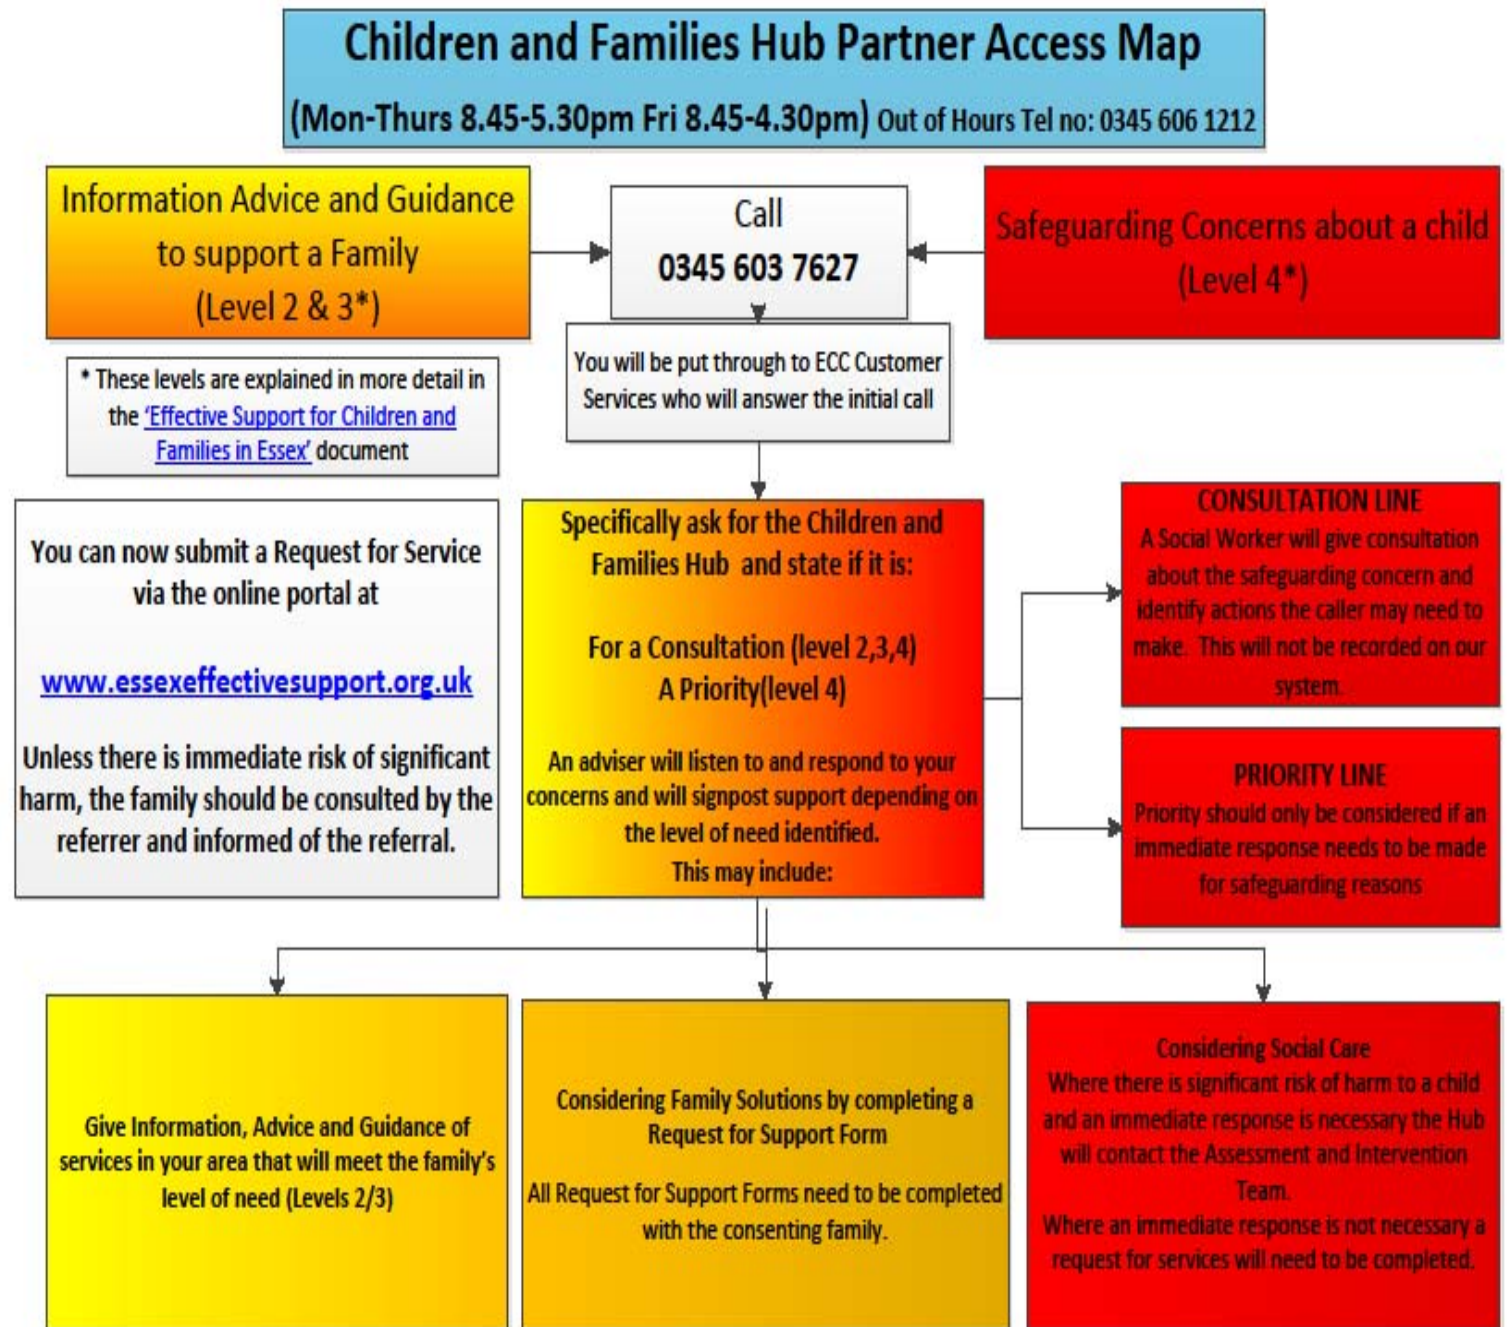 Children and Families Hub Partner Access Map
(Mon-Thurs 8.45-5.30pm Fri 8.45-4.30pm) Out of Hours Tel no: 0345 606 1212
Information Advice and Guidance
to support a Family
(Level 2 & 3*)
Call
0345 603 7627
Safeguarding Concerns about a child
(Level 4*)
* These levels are explained in more detail in
the 'Effective Support for Children and
Families in Essex' document
You will be put through to ECC Customer
Services who will answer the initial call
You can now submit a Request for Service
via the online portal at
www.essexeffectivesupport.org.uk
Unless there is immediate risk of significant
harm, the family should be consulted by the
referrer and informed of the referral.
Specifically ask for the Children and
Families Hub and state if it is:
For a Consultation (level 2,3,4)
A Priority(level 4)
An adviser will listen to and respond to your
concerns and will signpost support depending on
the level of need identified.
This may include:
CONSULTATION LINE
A Social Worker will give consultation
about the safeguarding concern and
identify actions the caller may need to
make. This will not be recorded on our
system.
PRIORITY LINE
Priority should only be considered if an
immediate response needs to be made
for safeguarding reasons
Give Information, Advice and Guidance of
services in your area that will meet the family's
level of need (Levels 2/3)
Considering Family Solutions by completing a
Request for Support Form
All Request for Support Forms need to be completed
with the consenting family.
Considering Social Care
Where there is significant risk of harm to a child
and an immediate response is necessary the Hub
will contact the Assessment and Intervention
Team.
Where an immediate response is not necessary a
request for services will need to be completed.